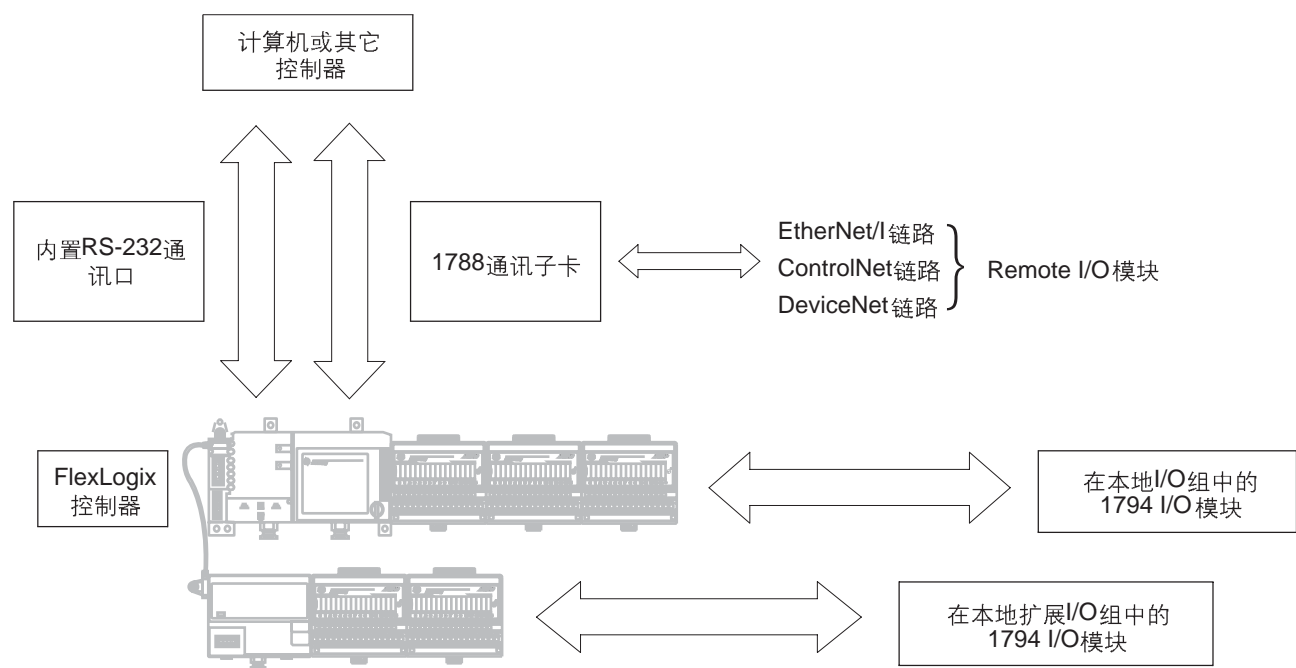 计算机或其它
控制器
内置RS-232通
讯口
1788通讯子卡
EtherNet/I链路
ControlNet链路
DeviceNet链路
Remote I/O模块
FlexLogix
控制器
在本地I/O组中的
1794 I/O模块
在本地扩展I/O组中的
1794 I/O模块